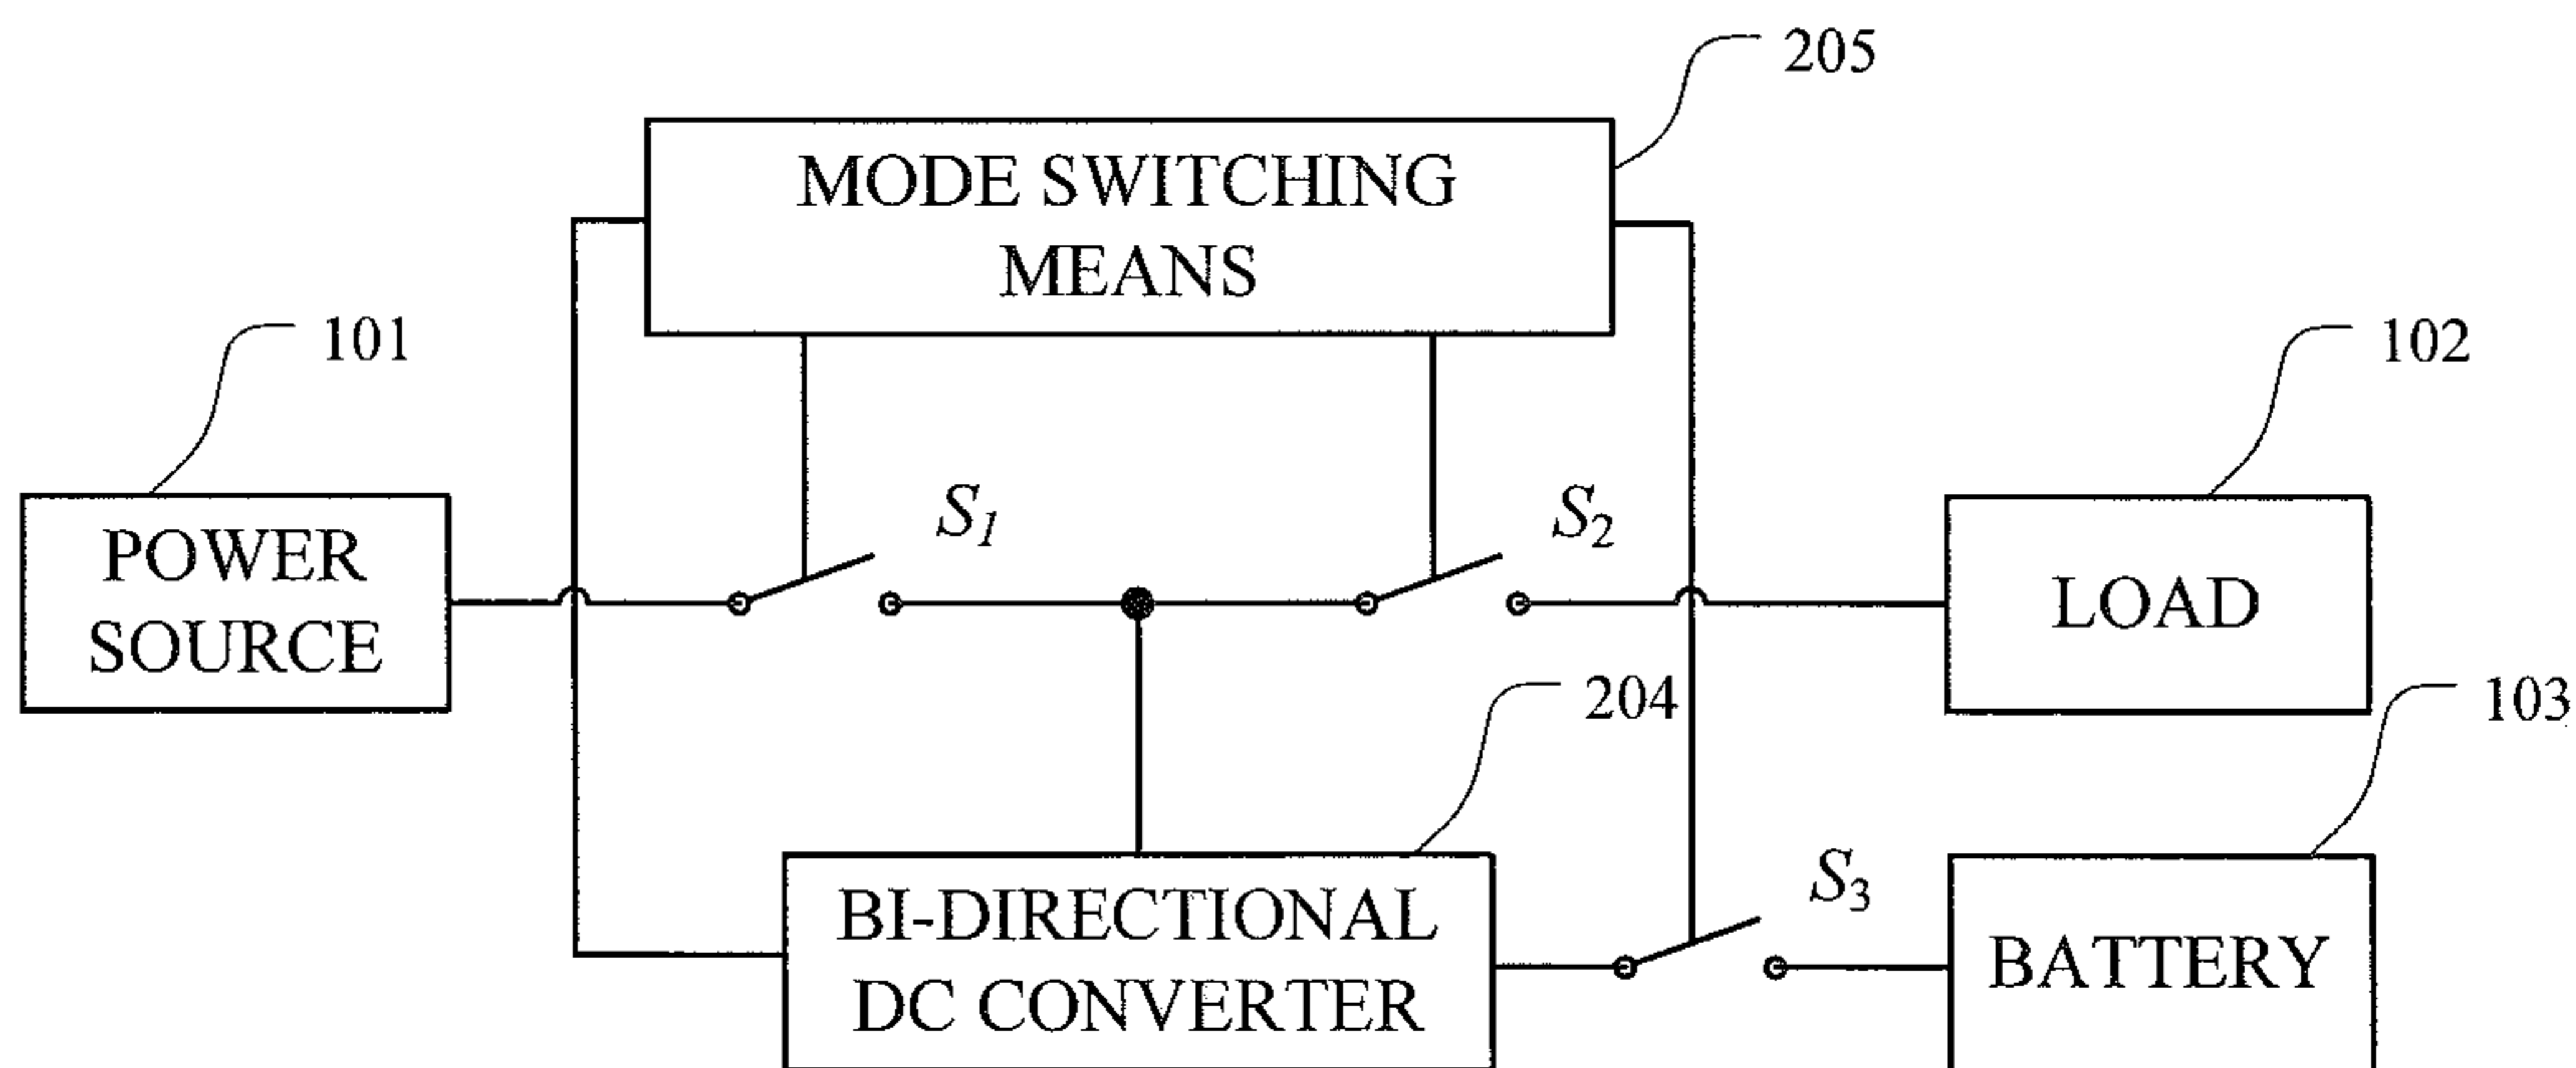 205
MODE SWITCHING
MEANS
101
102
S1
S2
POWER
SOURCE
LOAD
204
103
S3
BI-DIRECTIONAL
DC CONVERTER
BATTERY